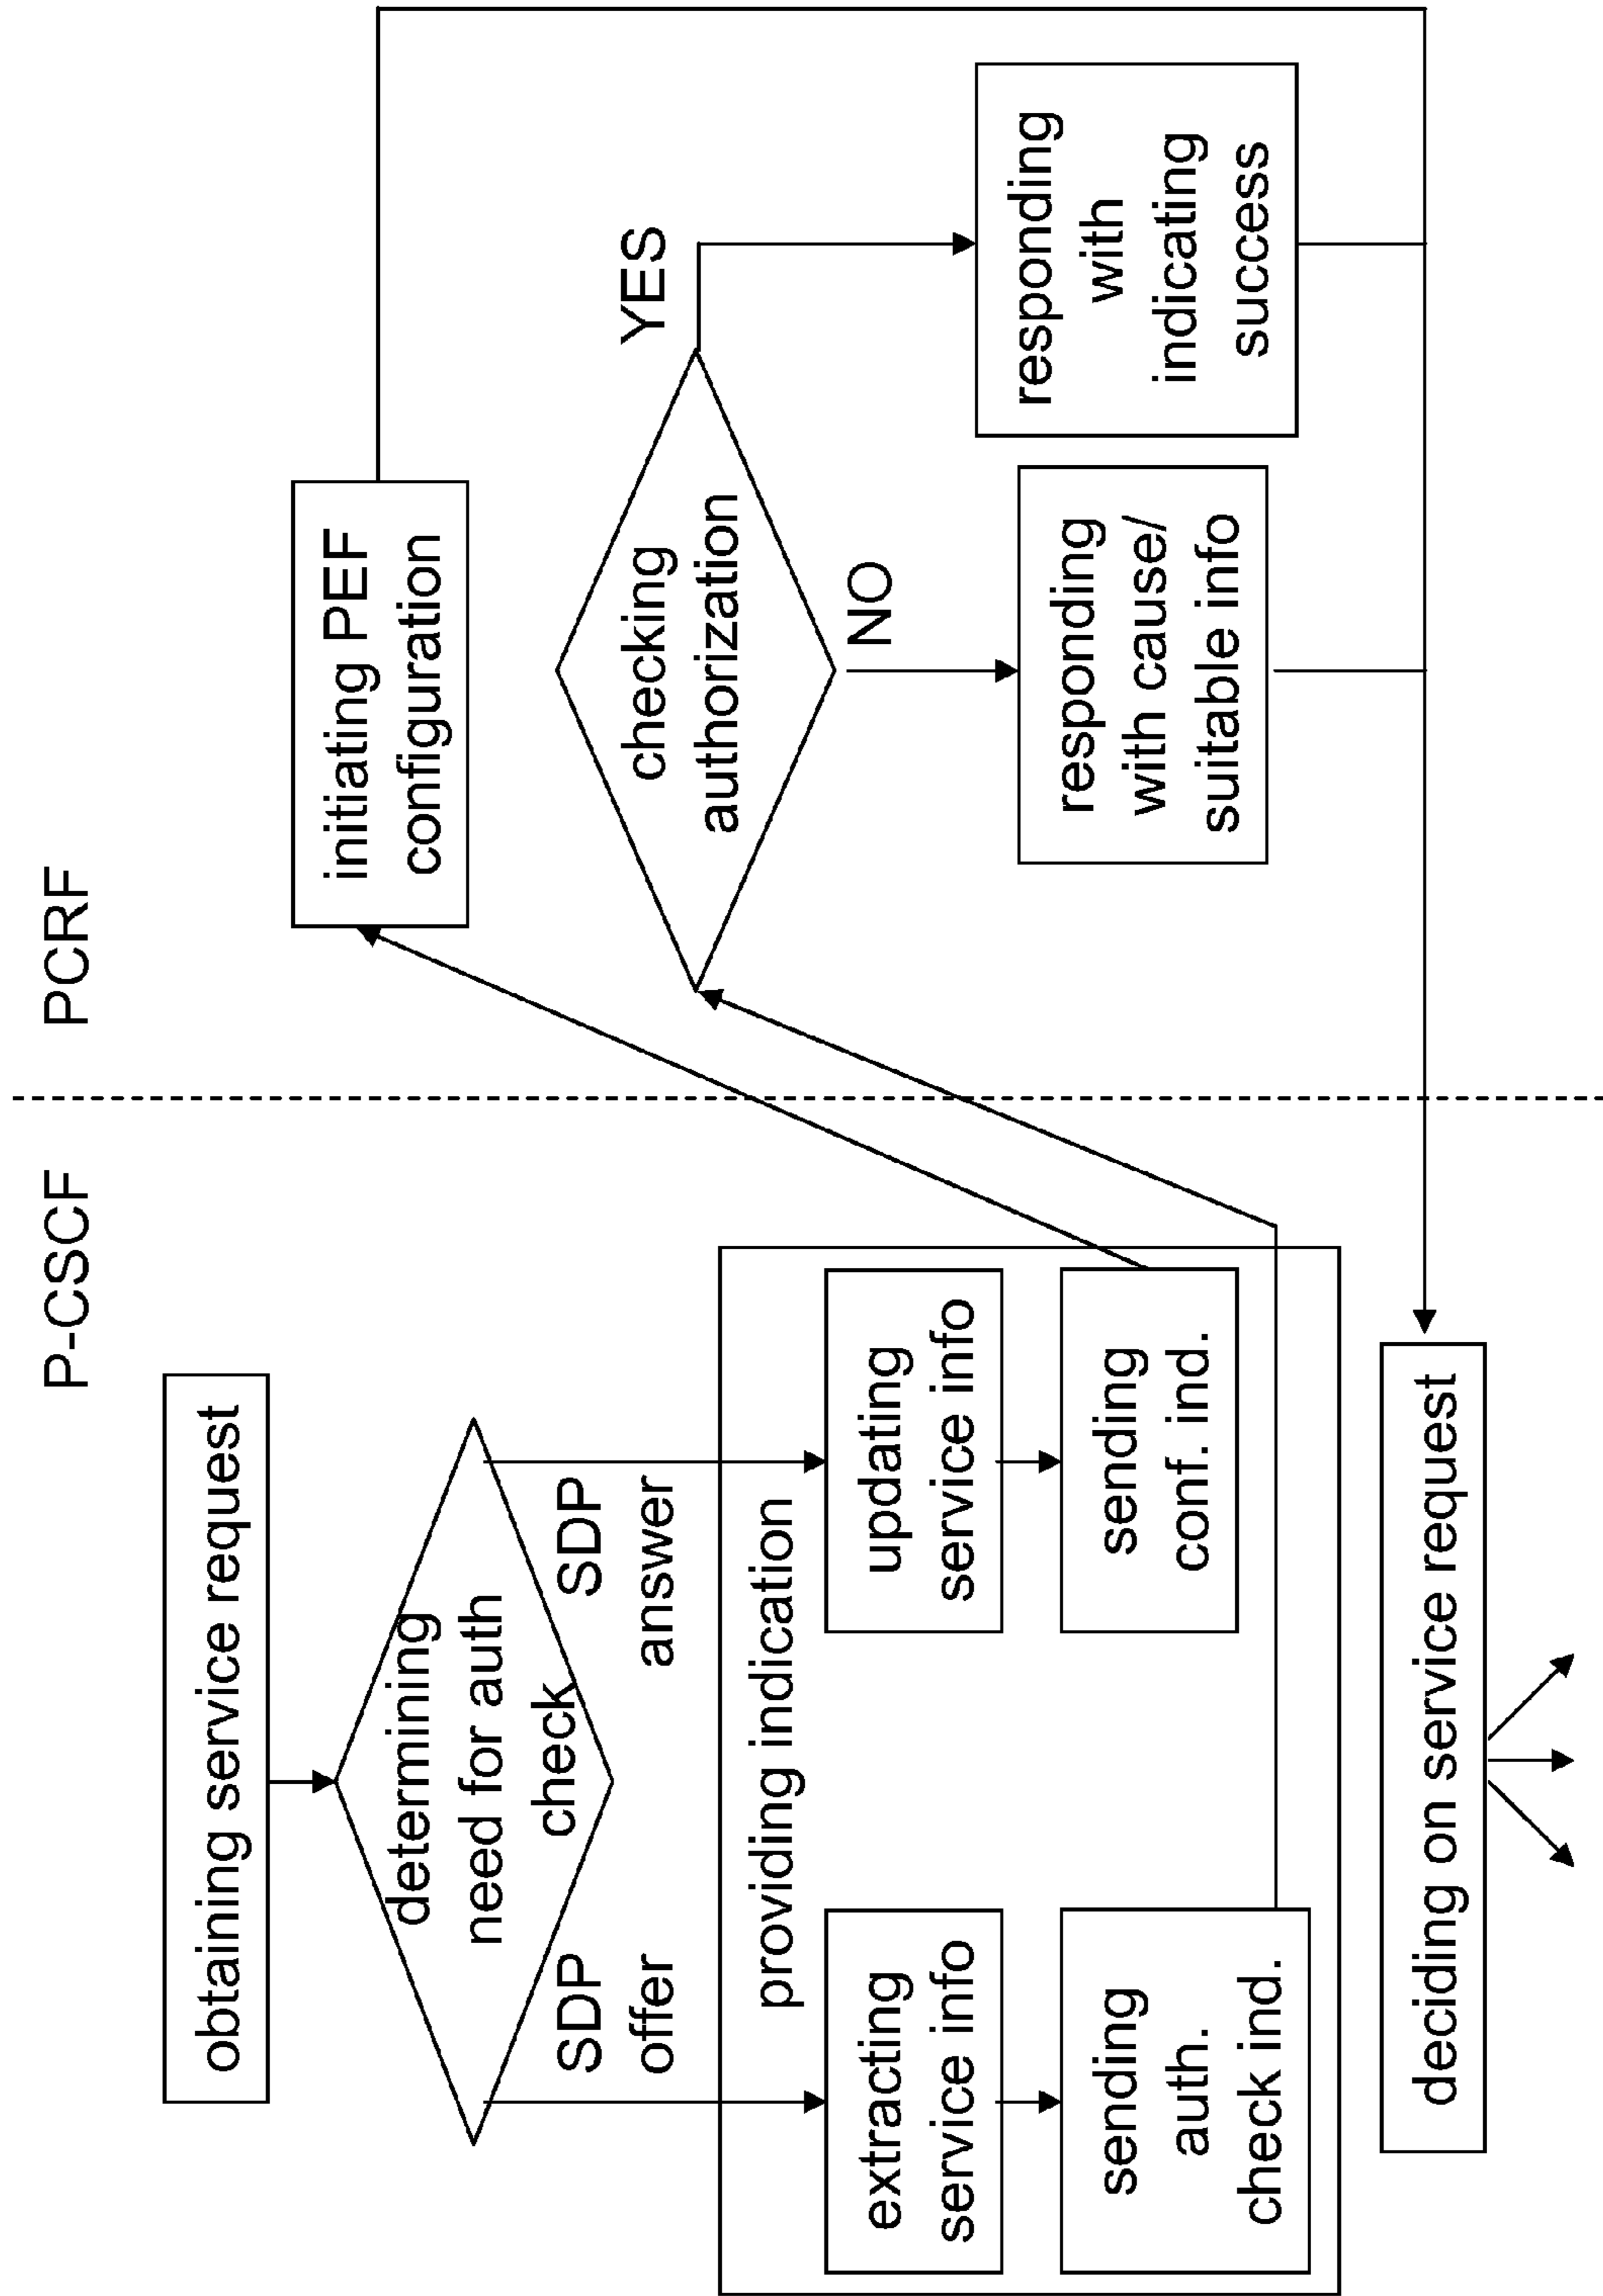 P-CSCF
PCRF
obtaining service request
determining
need for auth
check
SDP
offer
SDP
answer
providing indication
extracting
service info
updating
service info
sending
auth.
check ind.
sending
conf. ind.
deciding on service request
initiating PEF
configuration
checking
authorization
YES
NO
responding
with cause/
suitable info
responding
with
indicating
success